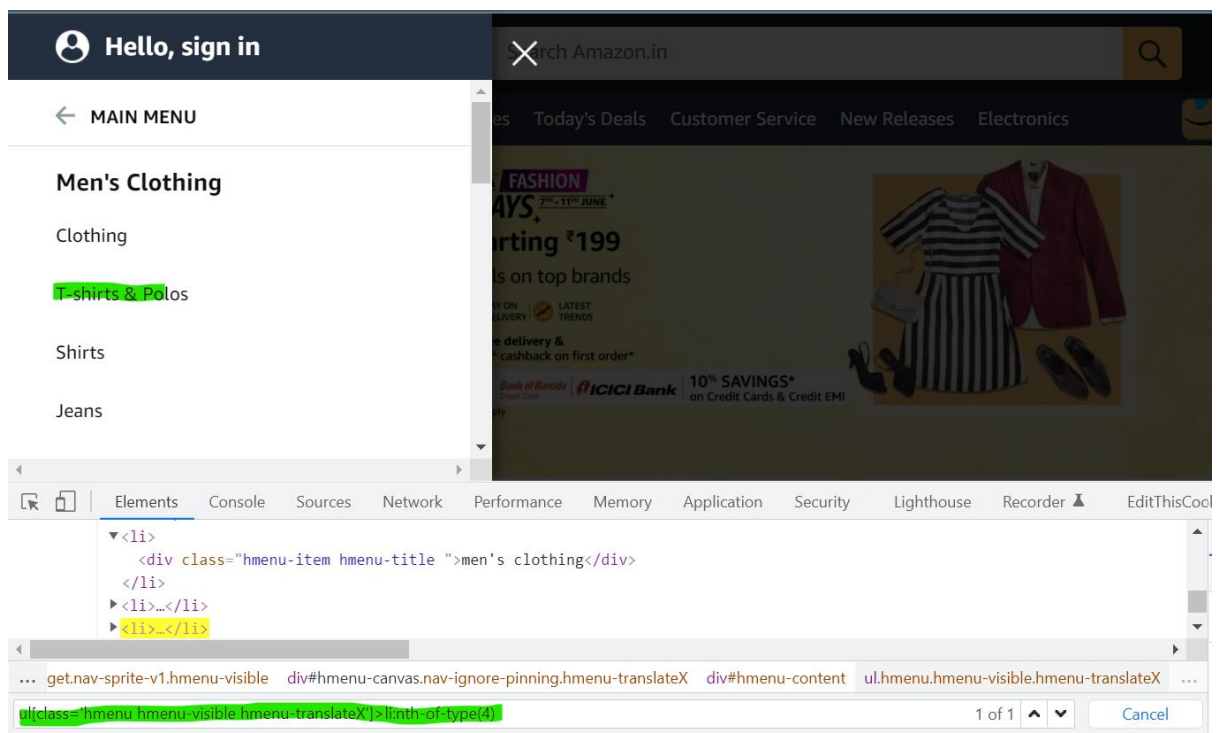 Hello, sign in
Search Amazon.in
MAIN MENU
es Today's Deals Customer Service New Releases Electronics
Men's Clothing
FASHION
AYS 7TH - 11TH JUNE*
Clothing
arting ₹199
ls on top brands
T-shirts & Polos
LATEST
DELIVERY TRENDS
e delivery &
Shirts
cashback on first order*
Bank of Baroda ICICI Bank 10% SAVINGS*
on Credit Cards & Credit EMI
Jeans
Elements Console Sources Network Performance Memory Application Security Lighthouse Recorder EditThisCool
▼<li>
<div class="hmenu-item hmenu-title ">men's clothing</div>
</li>
▶<li>…</li>
▶<li>…</li>
... get.nav-sprite-v1.hmenu-visible div#hmenu-canvas.nav-ignore-pinning.hmenu-translateX div#hmenu-content ul.hmenu.hmenu-visible.hmenu-translateX ...
ul[class='hmenu hmenu-visible hmenu-translateX']>li:nth-of-type(4) 1 of 1 Cancel